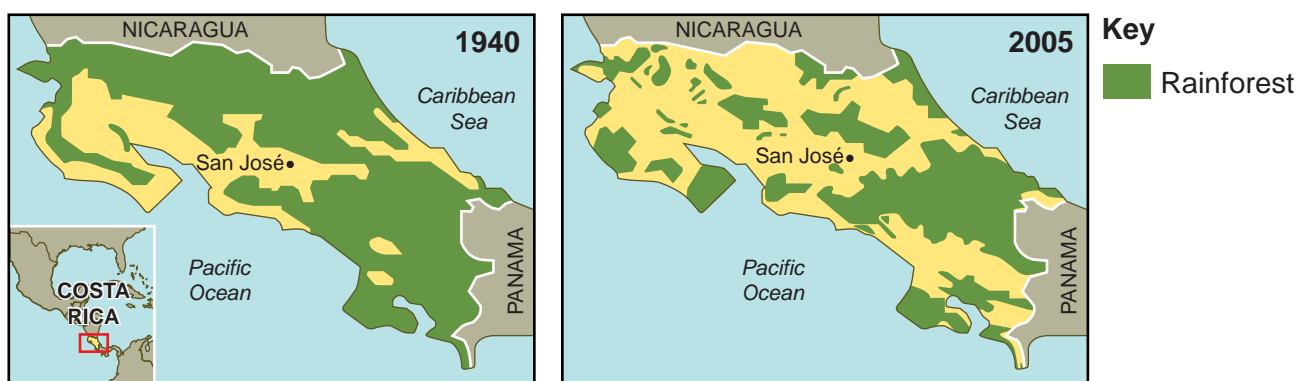 NICARAGUA
1940
Caribbean
Sea
San José
Pacific
Ocean
PANAMA
COSTA
RICA
NICARAGUA
2005
Caribbean
Sea
San José
Pacific
Ocean
PANAMA
Key
Rainforest